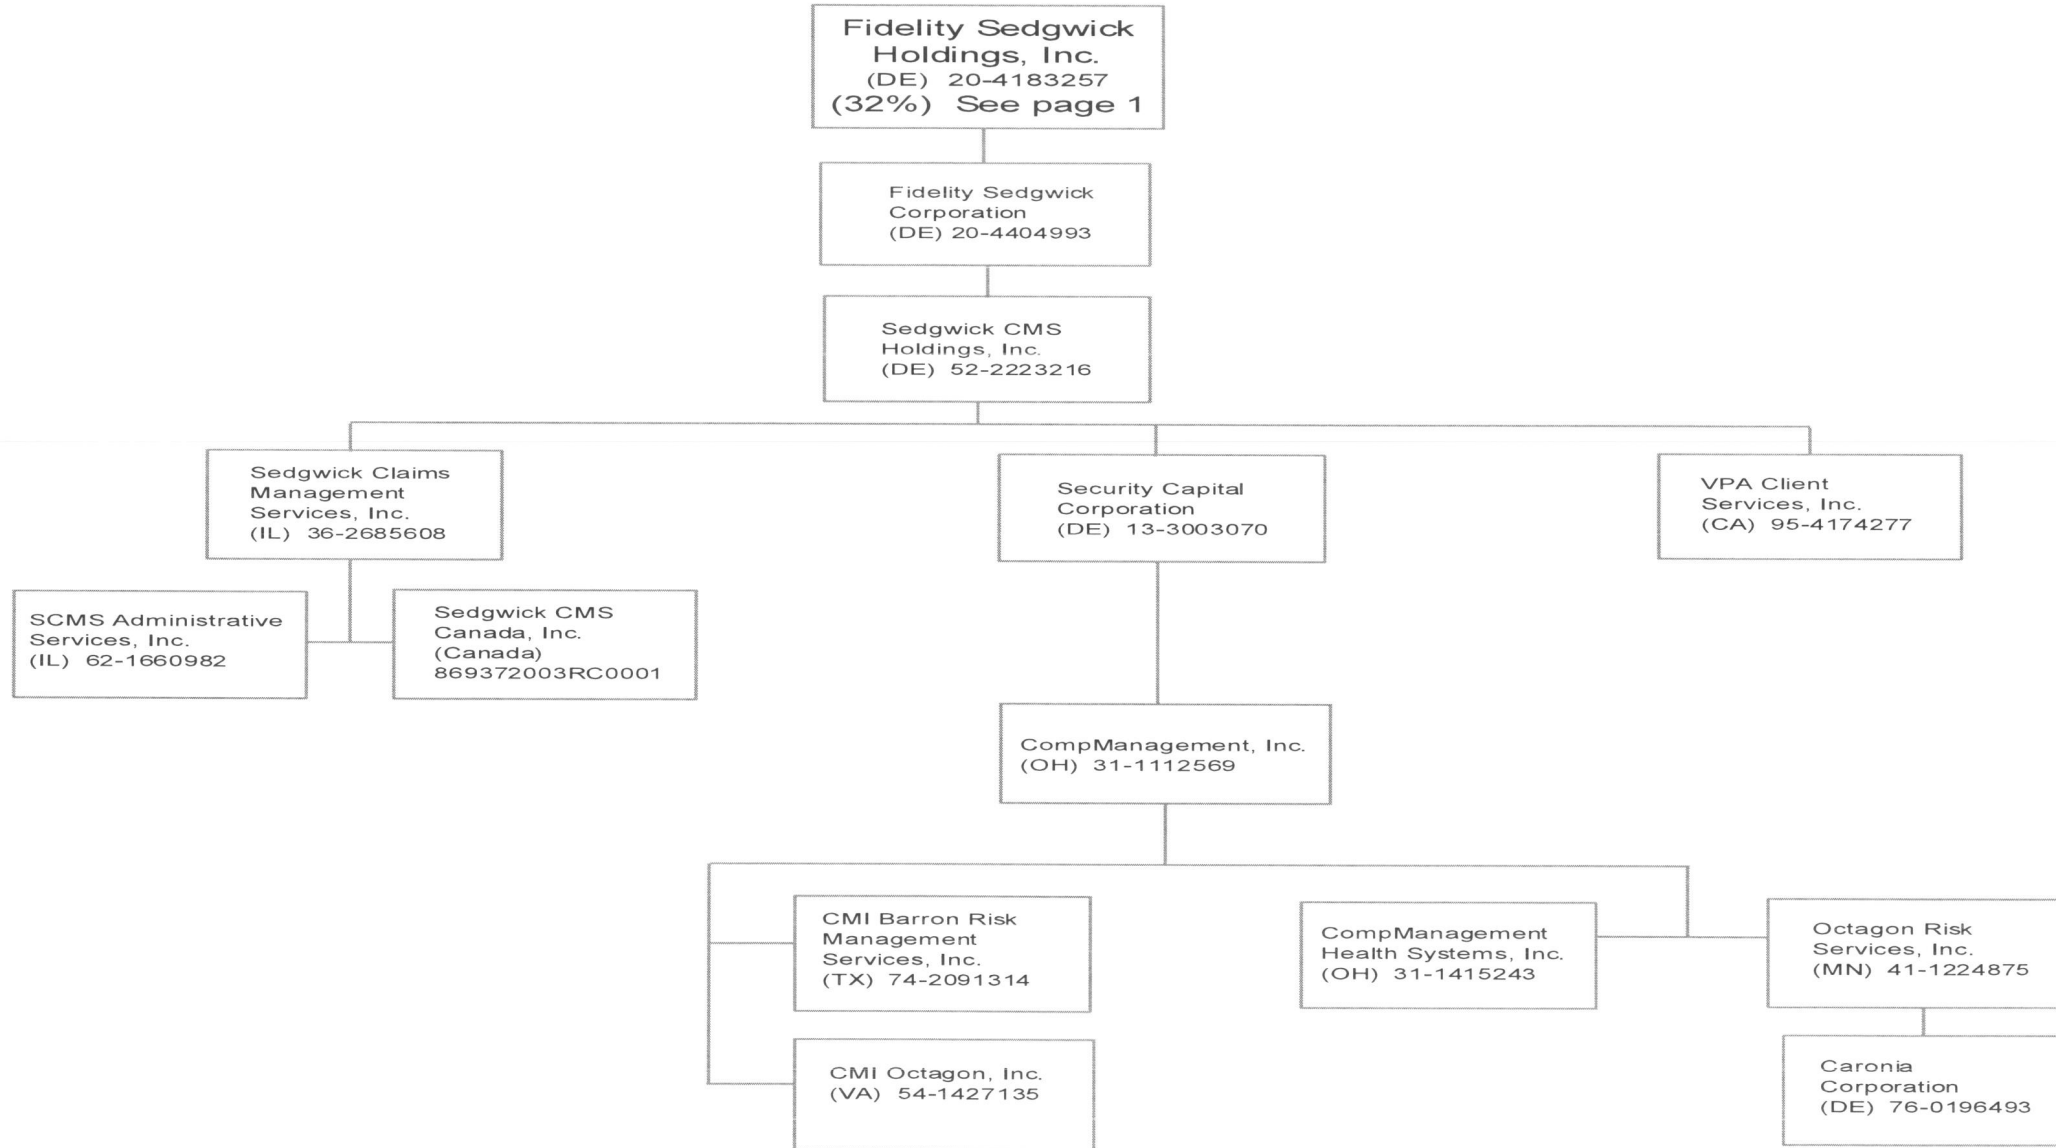 Fidelity Sedgwick
Holdings, Inc.
(DE) 20-4183257
(32%) See page 1
Fidelity Sedgwick
Corporation
(DE) 20-4404993
Sedgwick CMS
Holdings, Inc.
(DE) 52-2223216
Sedgwick Claims
Management
Services, Inc.
(IL) 36-2685608
Security Capital
Corporation
(DE) 13-3003070
VPA Client
Services, Inc.
(CA) 95-4174277
SCMS Administrative
Services, Inc.
(IL) 62-1660982
Sedgwick CMS
Canada, Inc.
(Canada)
869372003RC0001
CompManagement, Inc.
(OH) 31-1112569
CMI Barron Risk
Management
Services, Inc.
(TX) 74-2091314
CompManagement
Health Systems, Inc.
(OH) 31-1415243
Octagon Risk
Services, Inc.
(MN) 41-1224875
CMI Octagon, Inc.
(VA) 54-1427135
Caronia
Corporation
(DE) 76-0196493